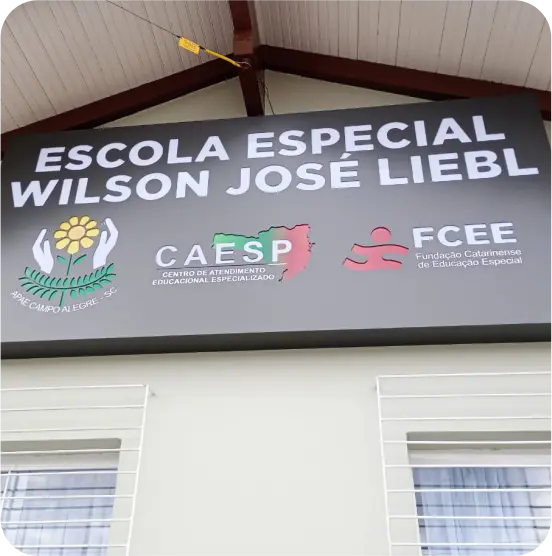 ESCOLA ESPECIAL
WILSON JOSÉ LIEBL
APAE CAMPO ALEGRE - SC
CAESP
CENTRO DE ATENDIMENTO
EDUCACIONAL ESPECIALIZADO
FCEE
Fundação Catarinense
de Educação Especial